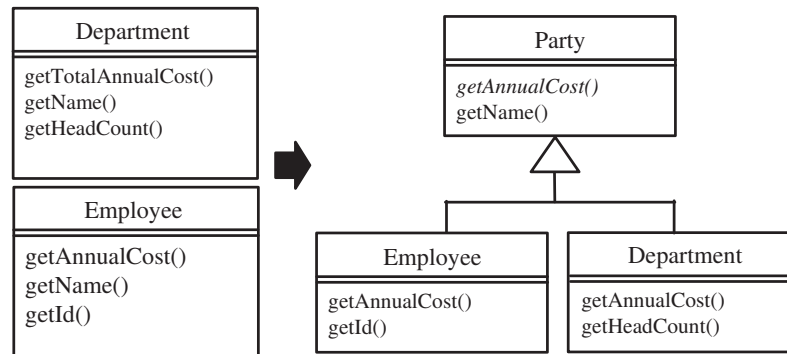 Department
getTotalAnnualCost()
getName()
getHeadCount()
Employee
getAnnualCost()
getName()
getId()
Party
getAnnualCost()
getName()
Employee
getAnnualCost()
getId()
Department
getAnnualCost()
getHeadCount()